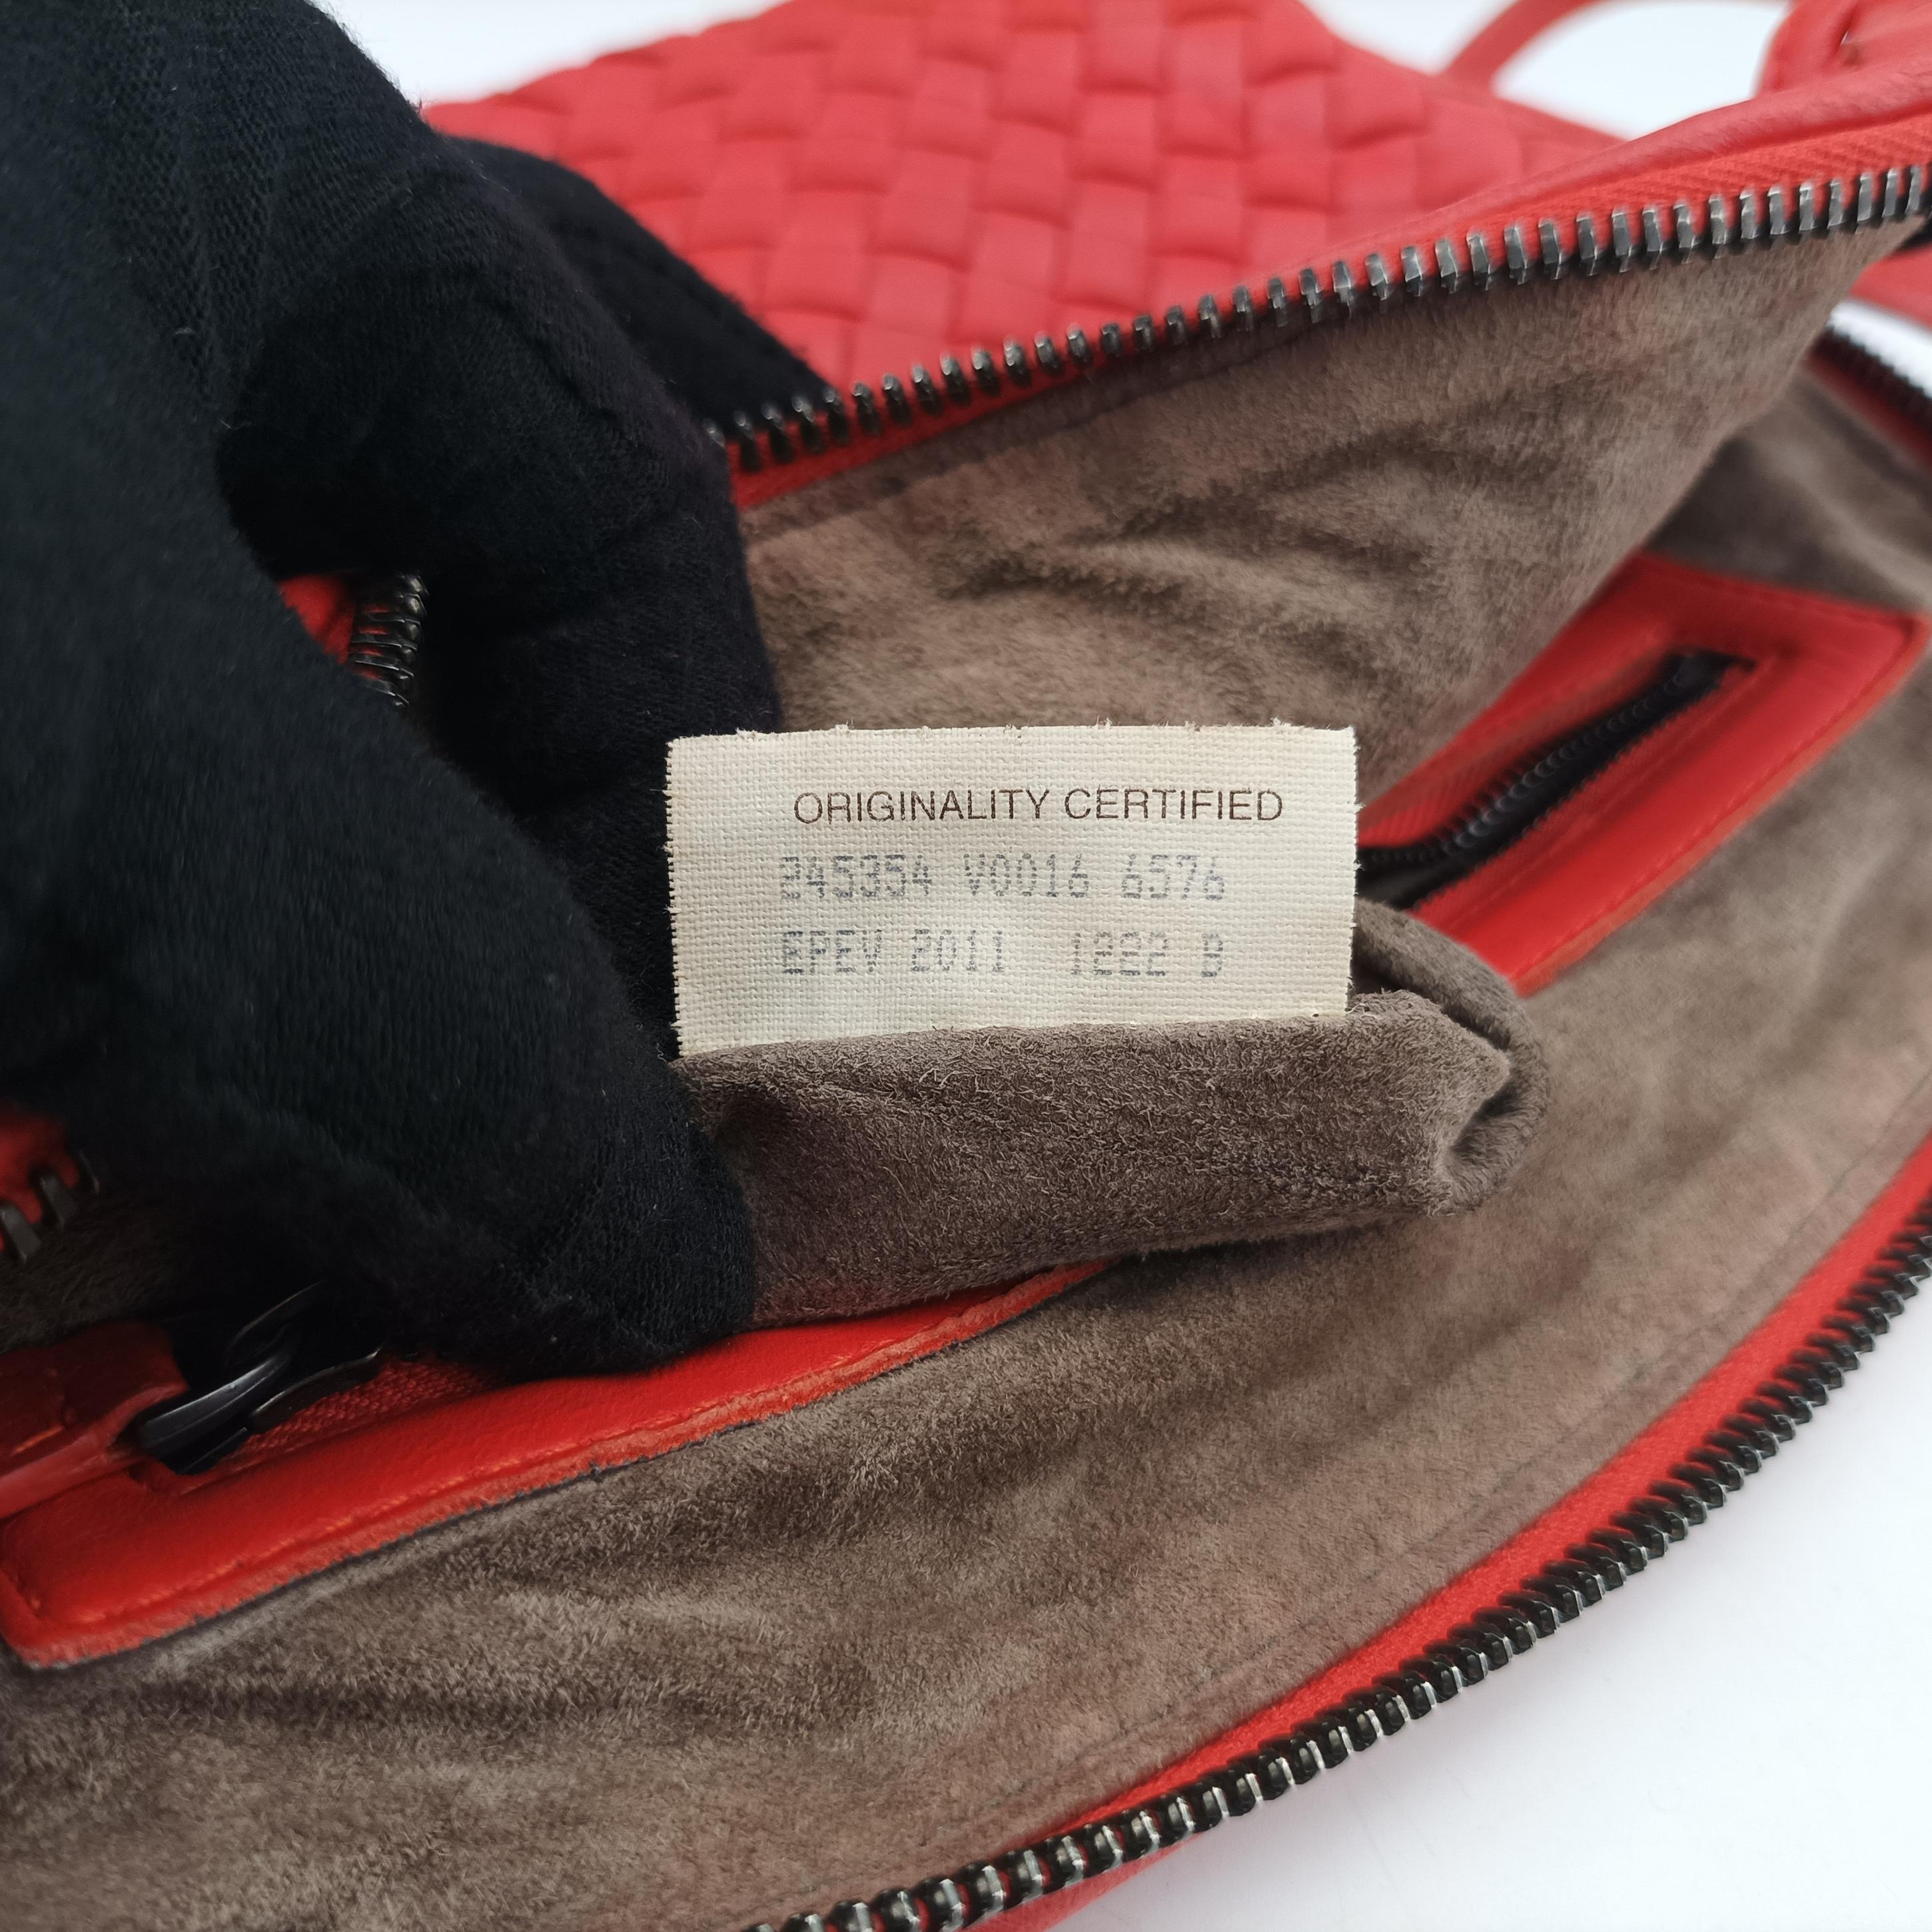 ORIGINALITY CERTIFIED
245354 V0016 6576
EPEV 2011 1222 B